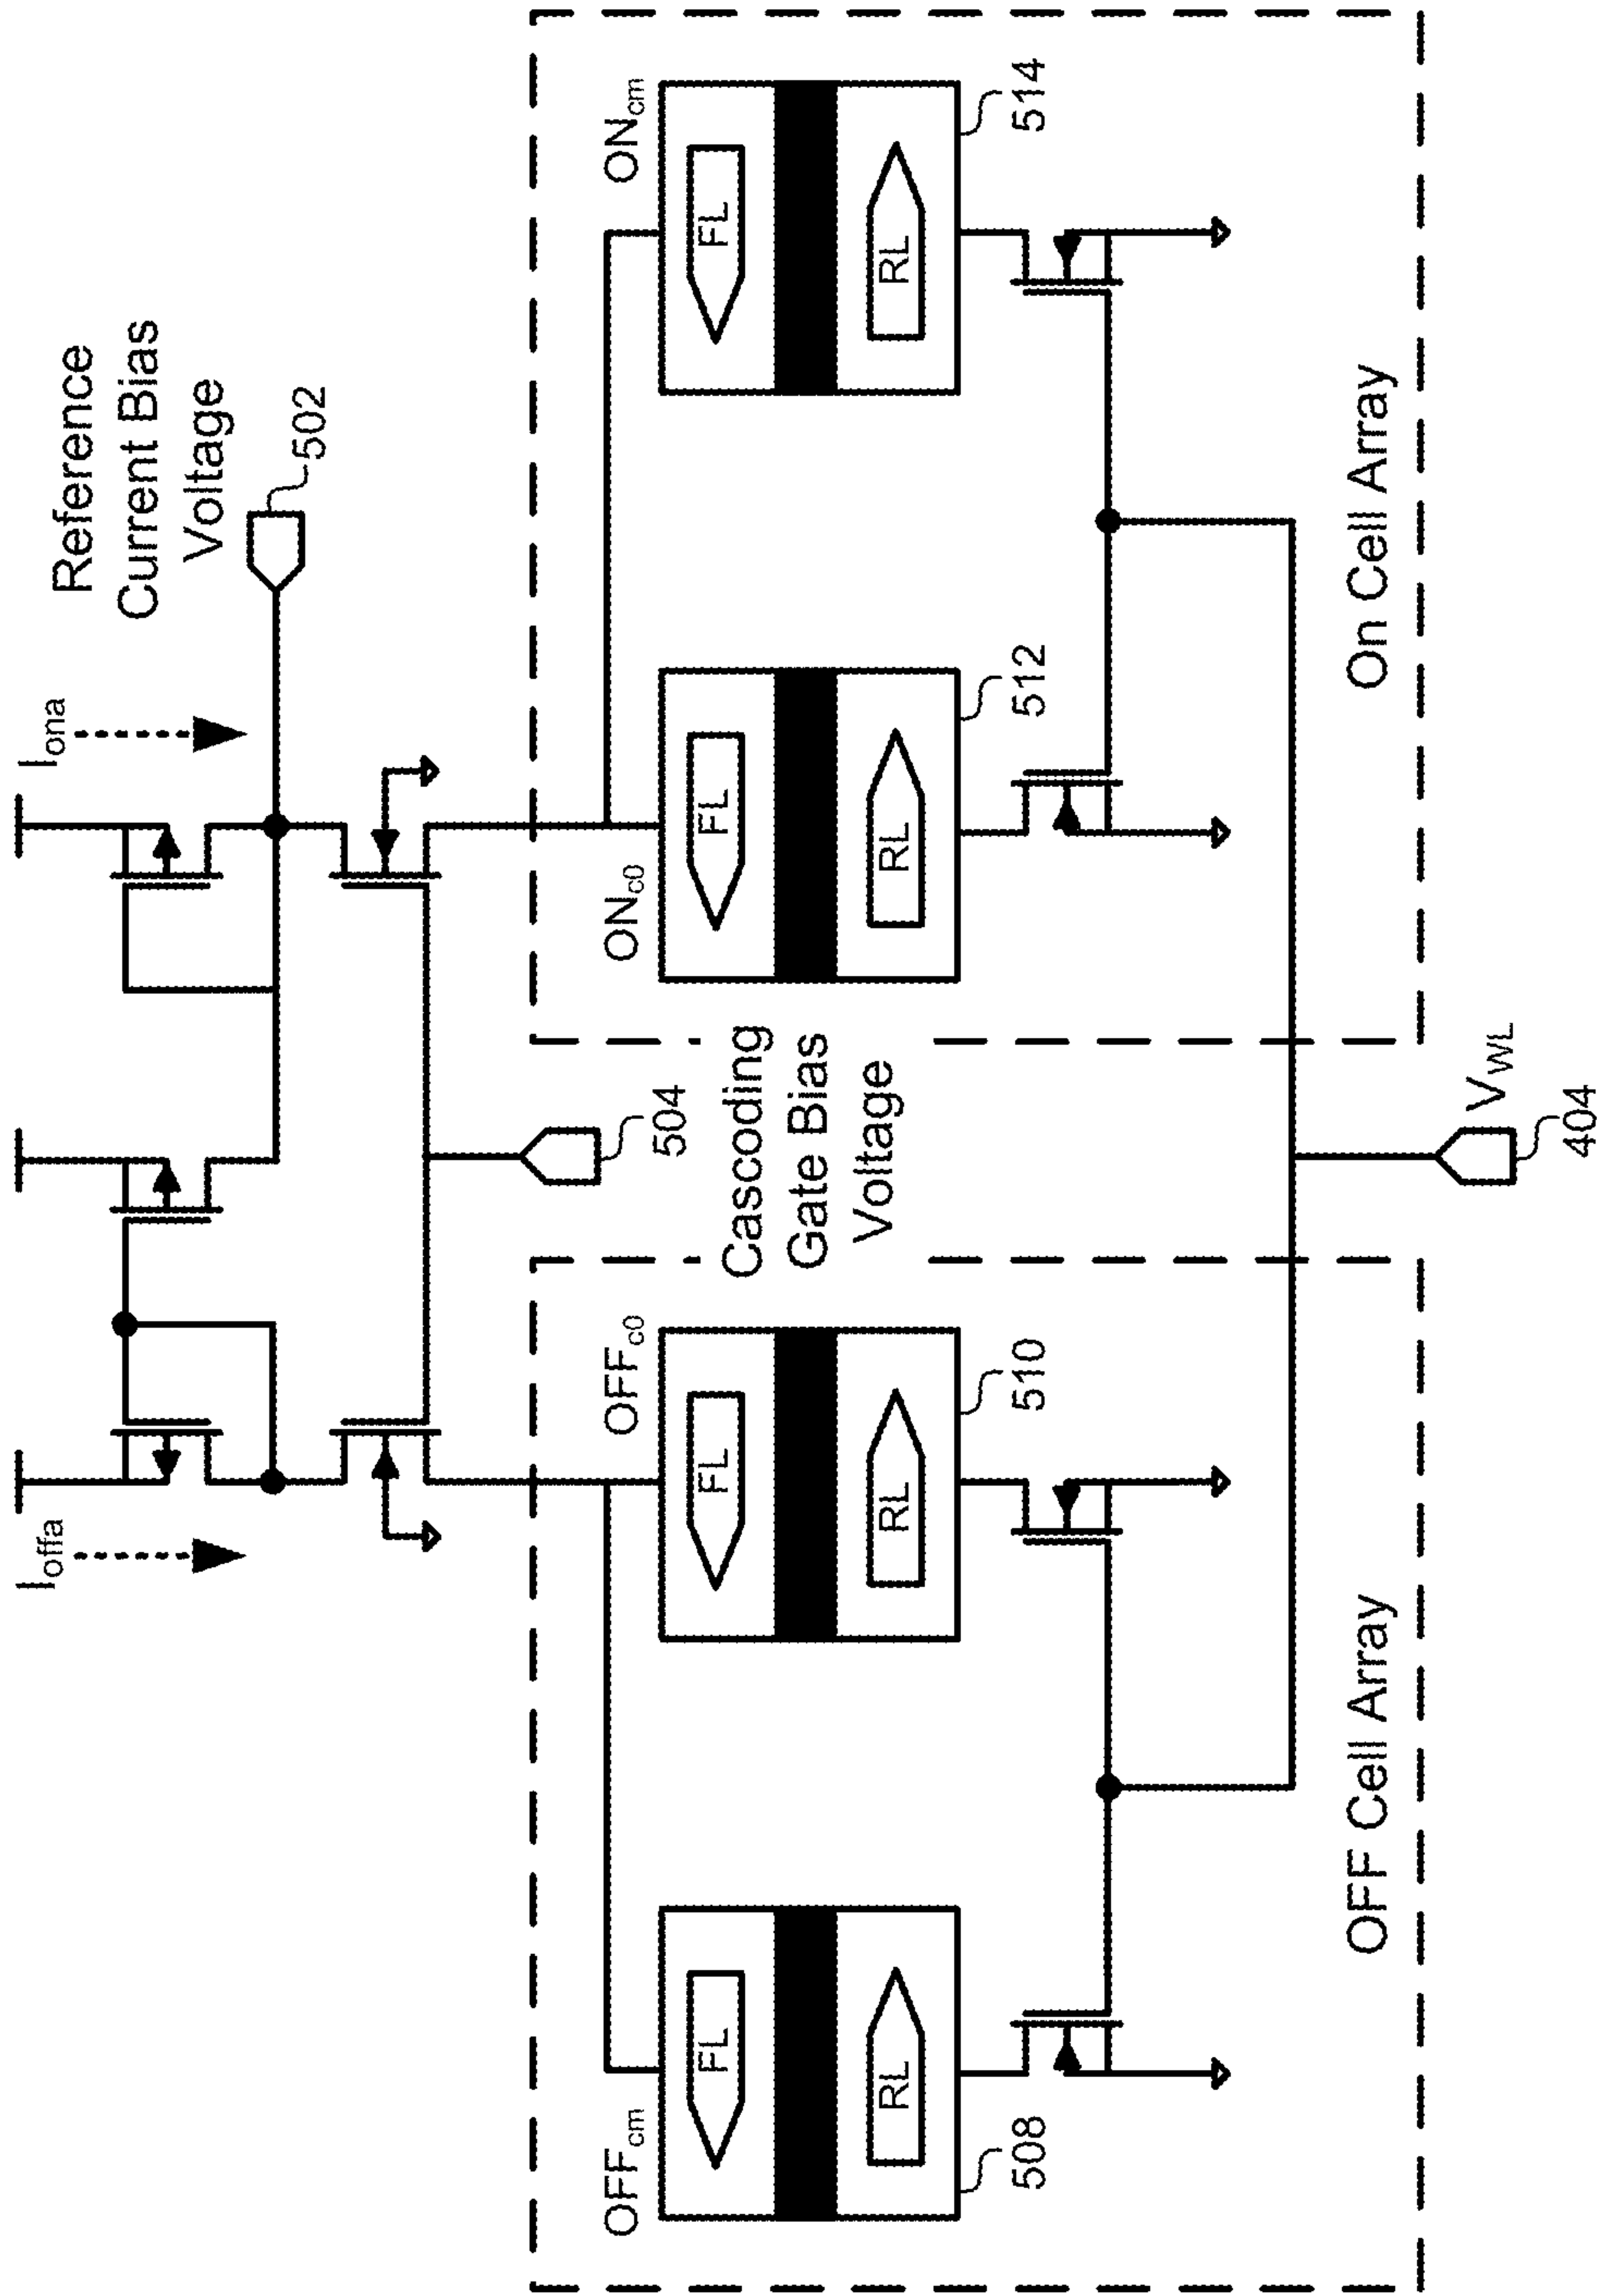 I_offa
I_ona
Reference
Current Bias
Voltage
502
504
Cascoding
Gate Bias
Voltage
OFF_cm
OFF_c0
ON_c0
ON_cm
FL
FL
FL
FL
RL
RL
RL
RL
508
510
512
514
OFF Cell Array
On Cell Array
V_WL
404